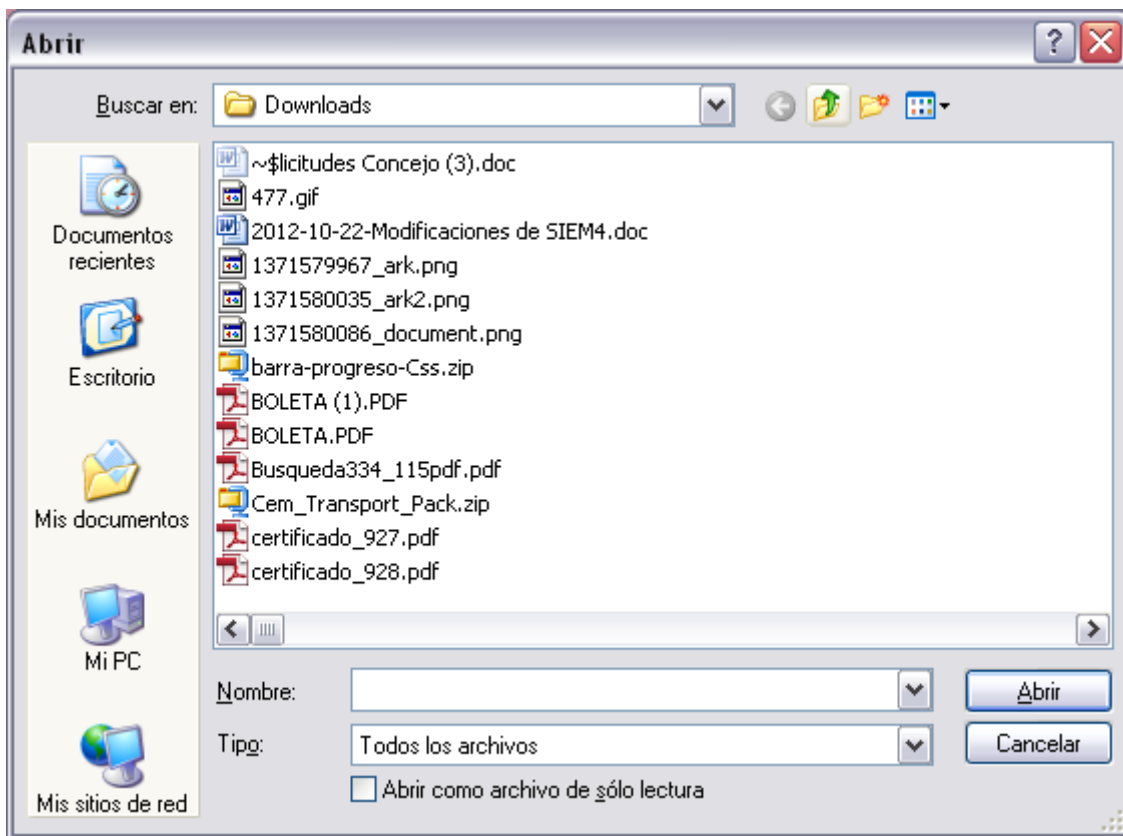 Abrir
Buscar en: Downloads
Documentos recientes
Escritorio
Mis documentos
Mi PC
Mis sitios de red
~$licitudes Concejo (3).doc
477.gif
2012-10-22-Modificaciones de SIEM4.doc
1371579967_ark.png
1371580035_ark2.png
1371580086_document.png
barra-progreso-Css.zip
BOLETA (1).PDF
BOLETA.PDF
Busqueda334_115pdf.pdf
Cem_Transport_Pack.zip
certificado_927.pdf
certificado_928.pdf
Nombre: Abrir
Tipo: Todos los archivos Cancelar
Abrir como archivo de sólo lectura